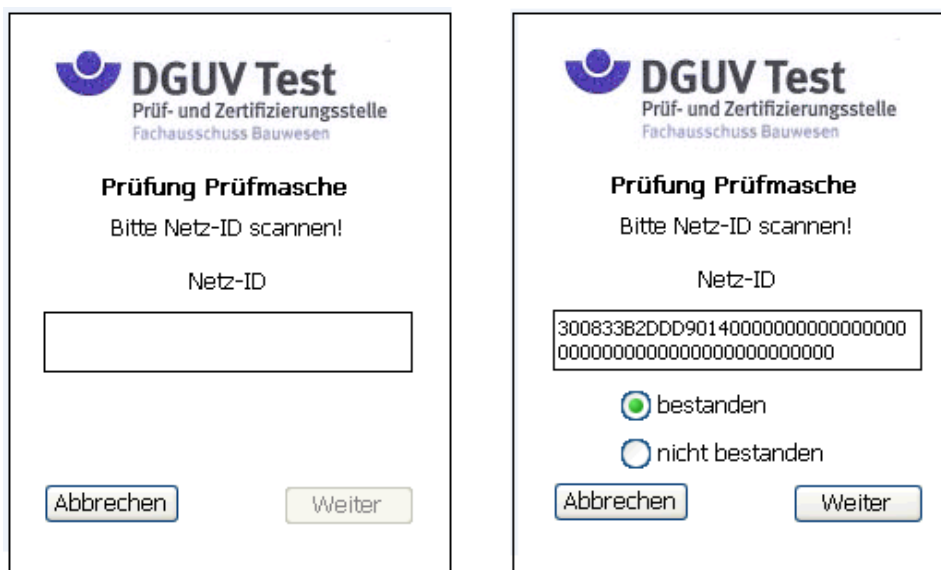 DGUV Test
Prüf- und Zertifizierungsstelle
Fachausschuss Bauwesen
Prüfung Prüfmasche
Bitte Netz-ID scannen!
Netz-ID
Abbrechen
Weiter
DGUV Test
Prüf- und Zertifizierungsstelle
Fachausschuss Bauwesen
Prüfung Prüfmasche
Bitte Netz-ID scannen!
Netz-ID
300833B2DDD9014000000000000000
000000000000000000000000
bestanden
nicht bestanden
Abbrechen
Weiter